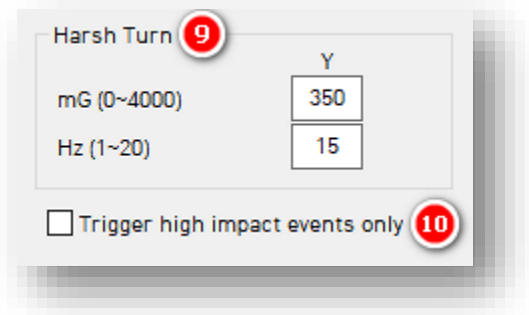 Harsh Turn 9
Y
mG (0~4000) 350
Hz (1~20) 15
Trigger high impact events only 10